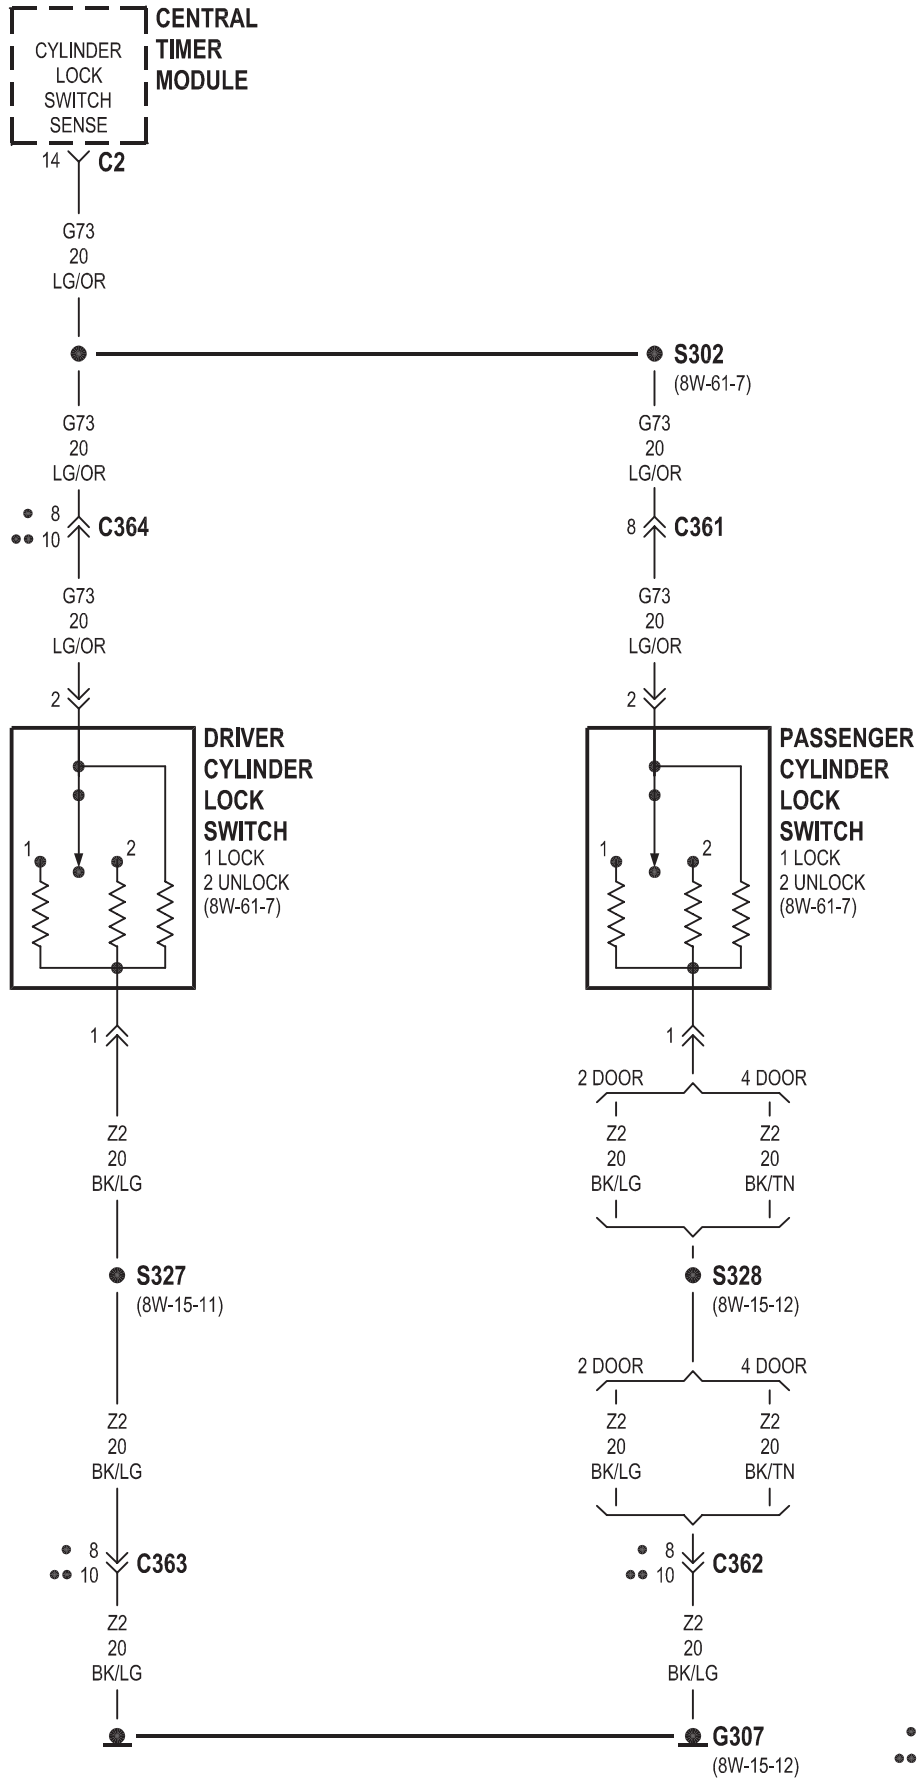 CENTRAL
TIMER
MODULE
CYLINDER
LOCK
SWITCH
SENSE
14
C2
G73
20
LG/OR
S302
(8W-61-7)
G73
20
LG/OR
G73
20
LG/OR
8
10
C364
8
C361
G73
20
LG/OR
G73
20
LG/OR
2
2
DRIVER
CYLINDER
LOCK
SWITCH
1 LOCK
2 UNLOCK
(8W-61-7)
1
2
PASSENGER
CYLINDER
LOCK
SWITCH
1 LOCK
2 UNLOCK
(8W-61-7)
1
2
1
1
2 DOOR
4 DOOR
Z2
20
BK/LG
Z2
20
BK/LG
Z2
20
BK/TN
S327
(8W-15-11)
S328
(8W-15-12)
2 DOOR
4 DOOR
Z2
20
BK/LG
Z2
20
BK/LG
Z2
20
BK/TN
8
10
C363
8
10
C362
Z2
20
BK/LG
Z2
20
BK/LG
G307
(8W-15-12)